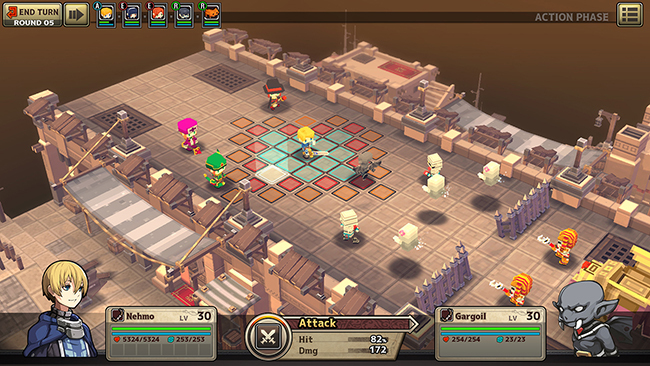 END TURN
ROUND 05
A
E
E
R
R
ACTION PHASE
Nehmo
LV 30
5324/5324
253/253
Attack
Hit 82%
Dmg 172
Gargoil
LV 30
254/254
23/23